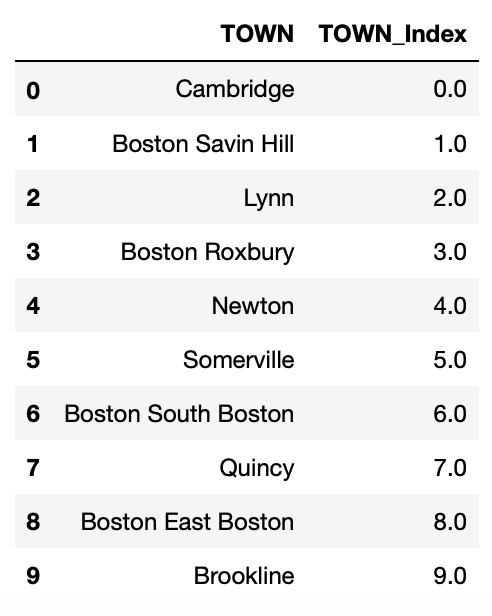 TOWN TOWN_Index
0 Cambridge 0.0
1 Boston Savin Hill 1.0
2 Lynn 2.0
3 Boston Roxbury 3.0
4 Newton 4.0
5 Somerville 5.0
6 Boston South Boston 6.0
7 Quincy 7.0
8 Boston East Boston 8.0
9 Brookline 9.0